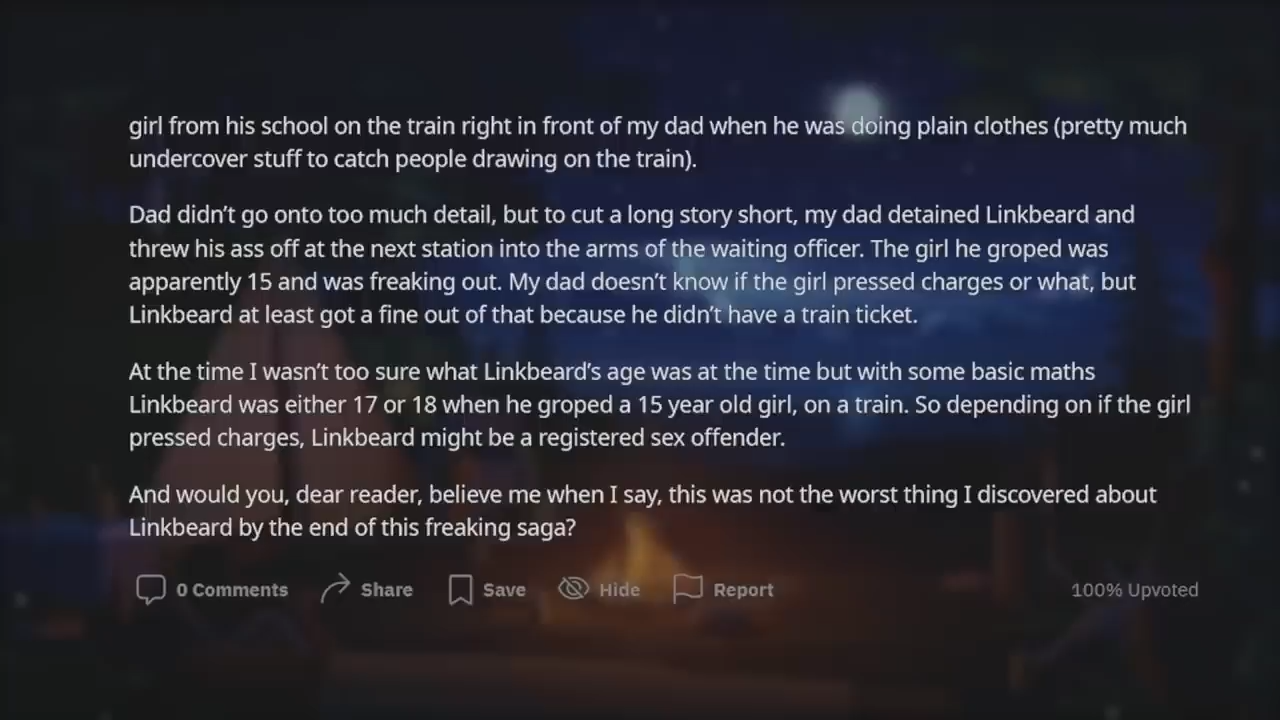 girl from his school on the train right in front of my dad when he was doing plain clothes (pretty much
undercover stuff to catch people drawing on the train).
Dad didn't go onto too much detail, but to cut a long story short, my dad detained Linkbeard and
threw his ass off at the next station into the arms of the waiting officer. The girl he groped was
apparently 15 and was freaking out. My dad doesn't know if the girl pressed charges or what, but
Linkbeard at least got a fine out of that because he didn't have a train ticket.
At the time I wasn't too sure what Linkbeard's age was at the time but with some basic maths
Linkbeard was either 17 or 18 when he groped a 15 year old girl, on a train. So depending on if the girl
pressed charges, Linkbeard might be a registered sex offender.
And would you, dear reader, believe me when I say, this was not the worst thing I discovered about
Linkbeard by the end of this freaking saga?
0 Comments Share Save Hide Report 100% Upvoted